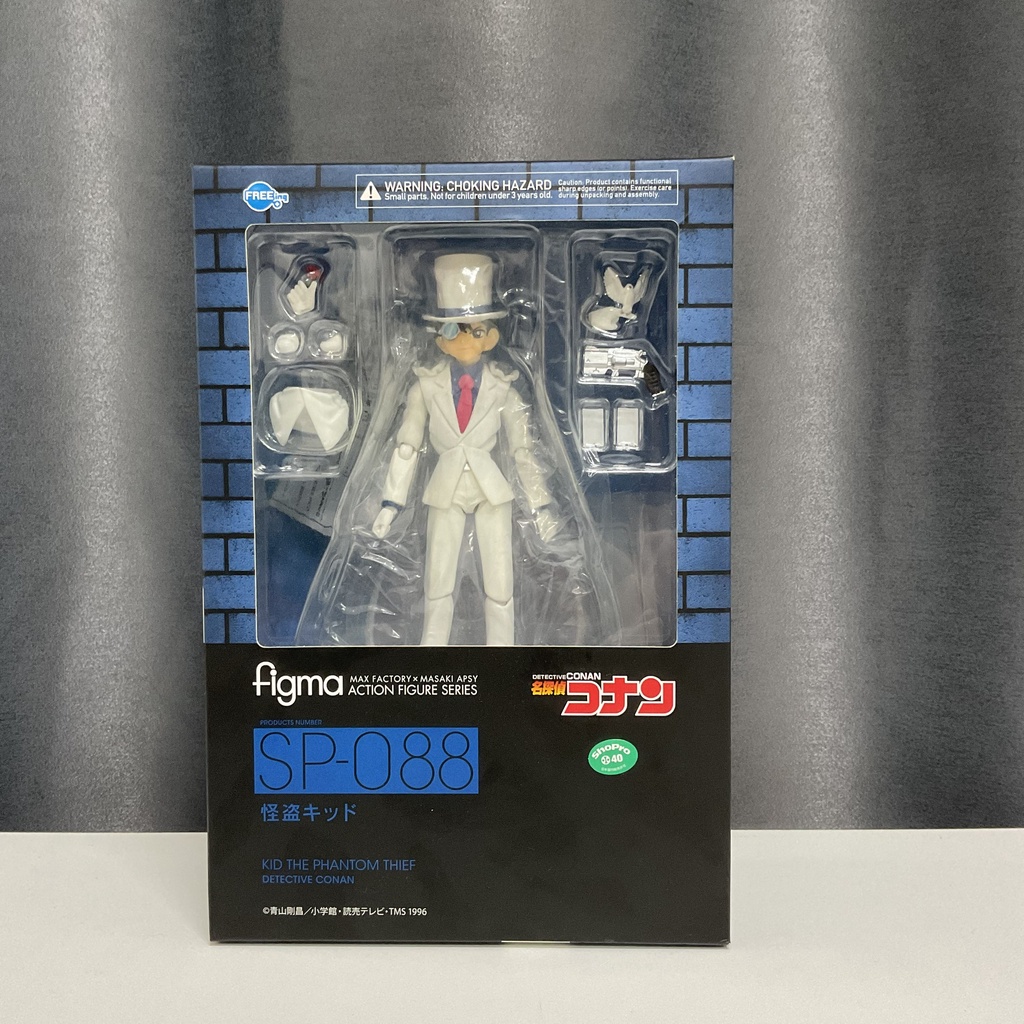 FREEing
WARNING: CHOKING HAZARD
Small parts. Not for children under 3 years old.
Caution: Product contains functional
sharp edges (or points). Exercise care
during unpacking and assembly.
figma
MAX FACTORY × MASAKI APSY
ACTION FIGURE SERIES
DETECTIVE CONAN
名探偵
コナン
PRODUCTS NUMBER
SP-088
ShoPro
40
怪盗キッド
KID THE PHANTOM THIEF
DETECTIVE CONAN
©青山剛昌／小学館・読売テレビ・TMS 1996